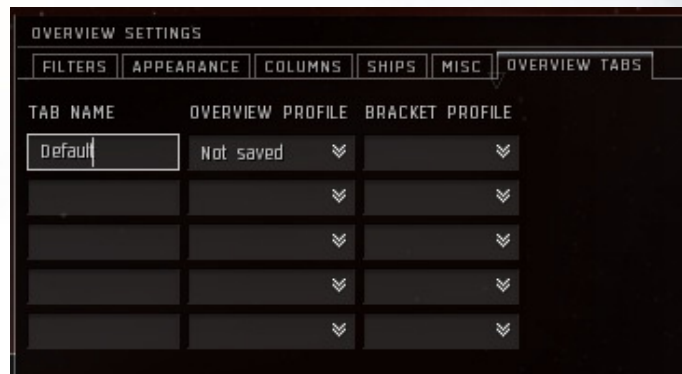 OVERVIEW SETTINGS
FILTERS APPEARANCE COLUMNS SHIPS MISC OVERVIEW TABS
TAB NAME OVERVIEW PROFILE BRACKET PROFILE
Default Not saved